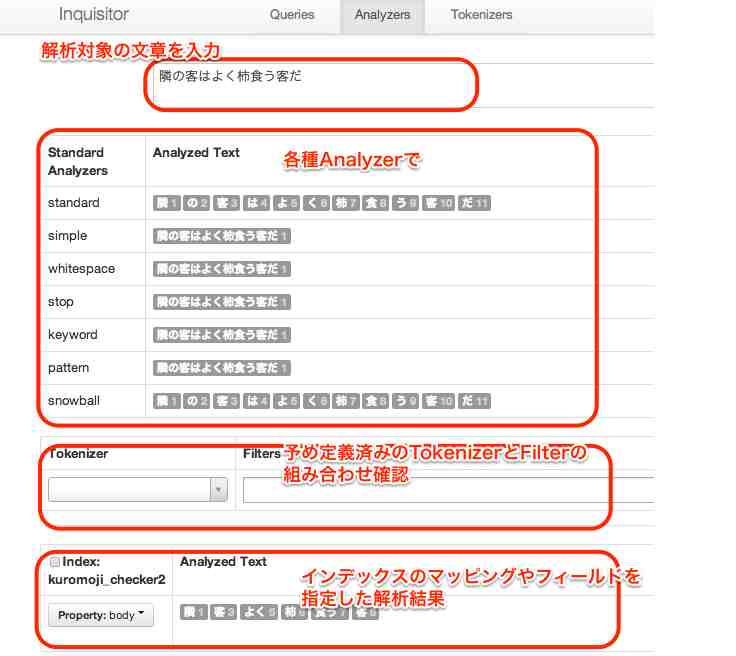 Inquisitor Queries Analyzers Tokenizers
解析対象の文章を入力
隣の客はよく柿食う客だ
Standard Analyzers Analyzed Text
各種Analyzerで
standard 隣 1 の 2 客 3 は 4 よ 5 く 6 柿 7 食 8 う 9 客 10 だ 11
simple 隣の客はよく柿食う客だ 1
whitespace 隣の客はよく柿食う客だ 1
stop 隣の客はよく柿食う客だ 1
keyword 隣の客はよく柿食う客だ 1
pattern 隣の客はよく柿食う客だ 1
snowball 隣 1 の 2 客 3 は 4 よ 5 く 6 柿 7 食 8 う 9 客 10 だ 11
Tokenizer Filters
予め定義済みのTokenizerとFilterの
組み合わせ確認
Index: Analyzed Text
kuromoji_checker2
インデックスのマッピングやフィールドを
指定した解析結果
Property: body 隣 1 客 3 よく 5 柿 6 食う 7 客 8